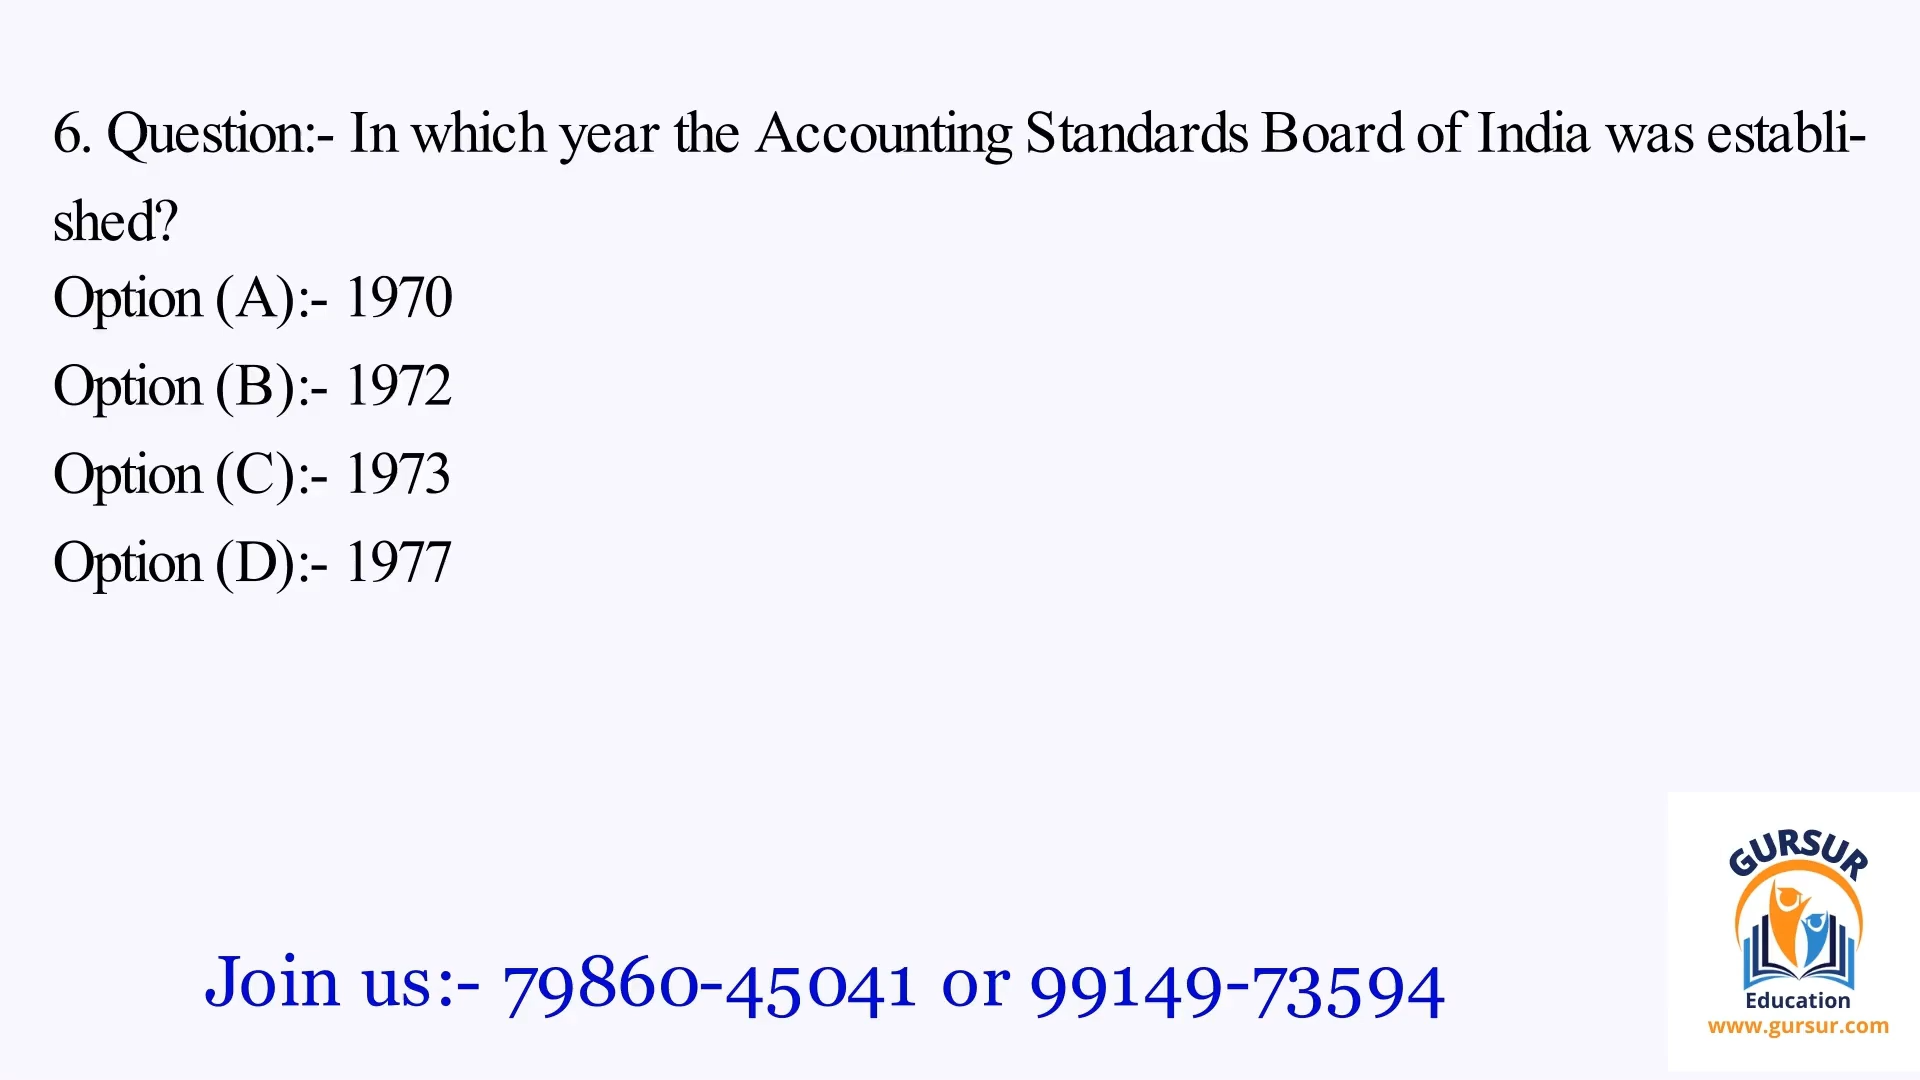 6. Question:- In which year the Accounting Standards Board of India was establi-
shed?
Option (A):- 1970
Option (B):- 1972
Option (C):- 1973
Option (D):- 1977
Join us:- 79860-45041 or 99149-73594
GURSUR
Education
www.gursur.com